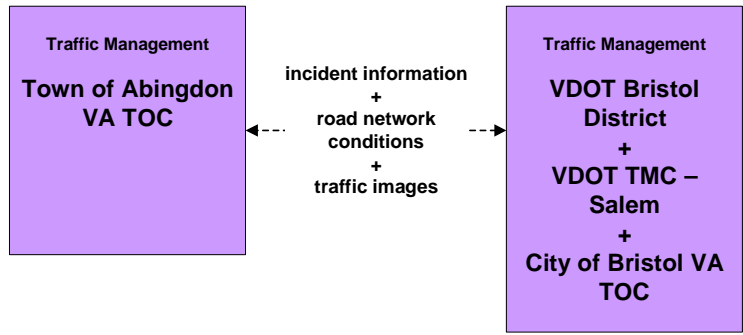 Traffic Management
Town of Abingdon
VA TOC
incident information
+
road network
conditions
+
traffic images
Traffic Management
VDOT Bristol
District
+
VDOT TMC –
Salem
+
City of Bristol VA
TOC